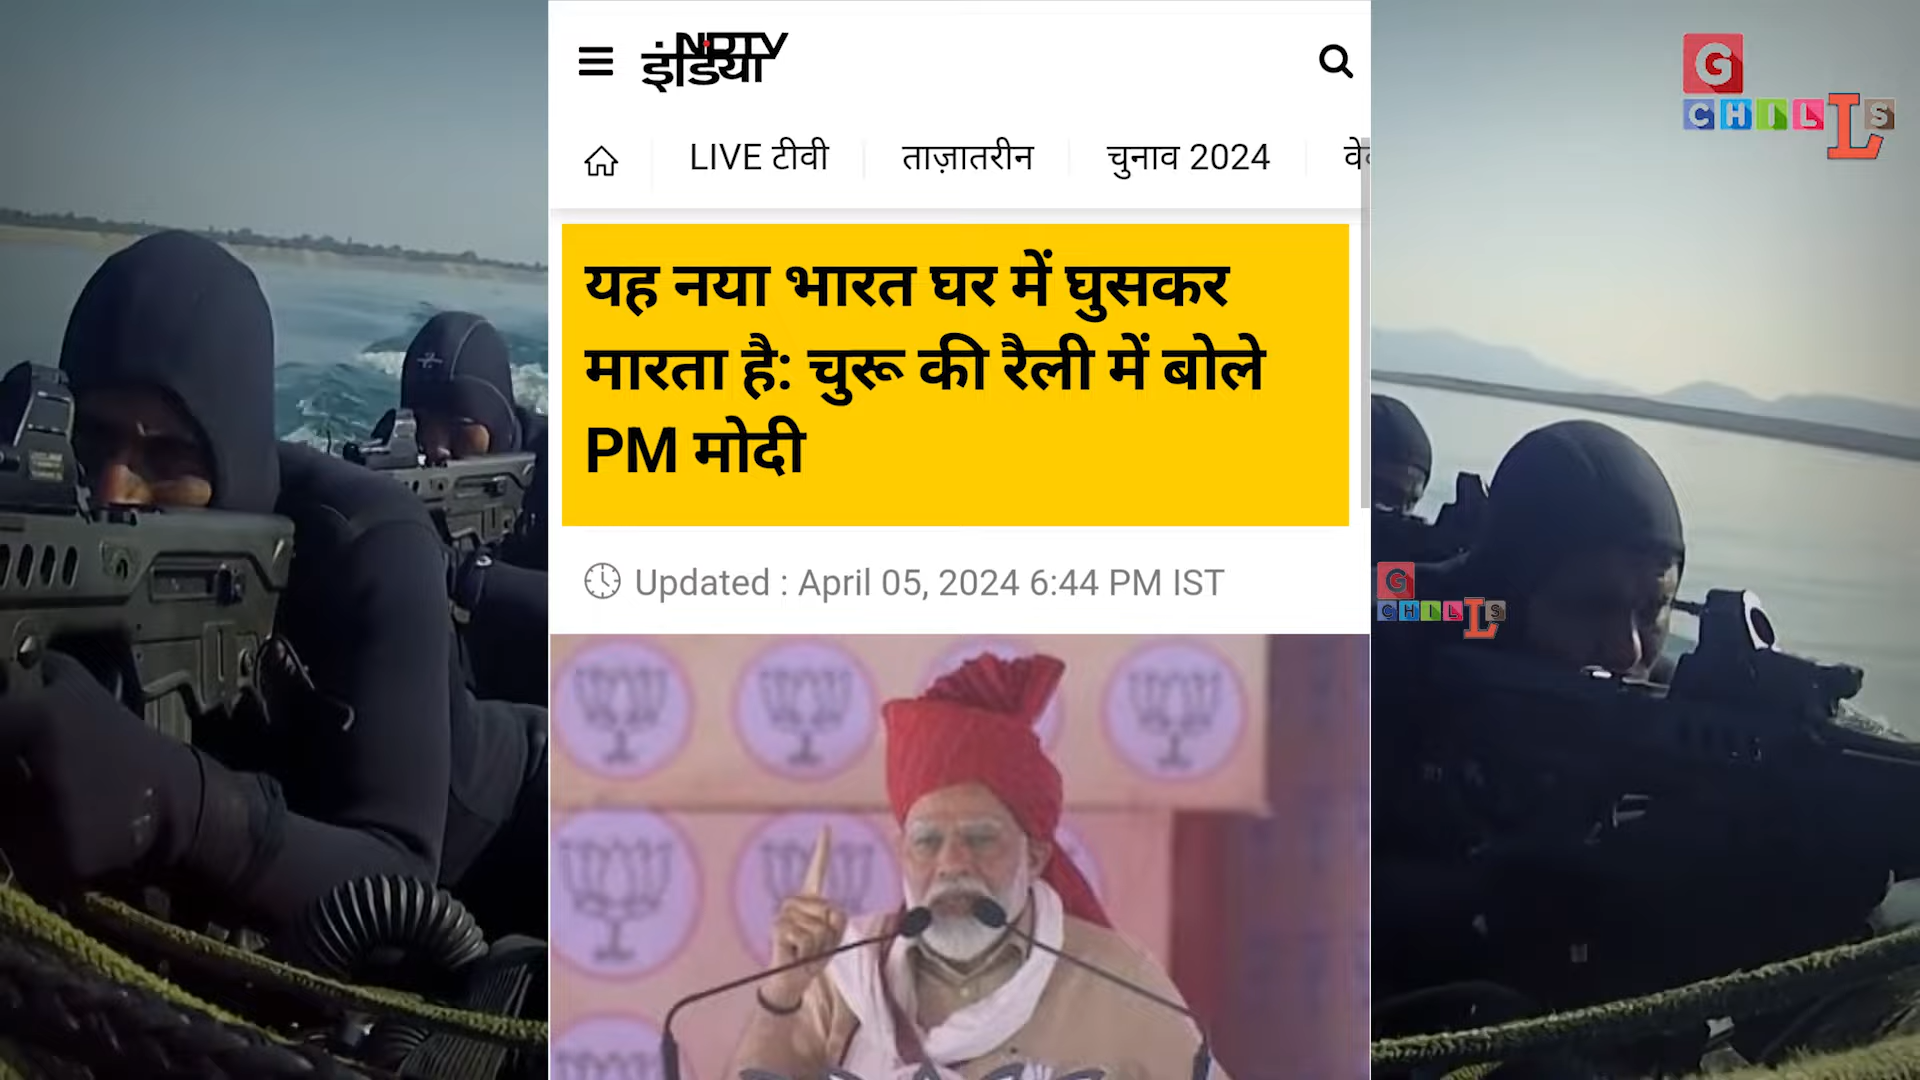 NDTV
इंडिया
LIVE टीवी
ताज़ातरीन
चुनाव 2024
यह नया भारत घर में घुसकर
मारता है: चुरू की रैली में बोले
PM मोदी
Updated : April 05, 2024 6:44 PM IST
G
CHILLS
G
CHILLS